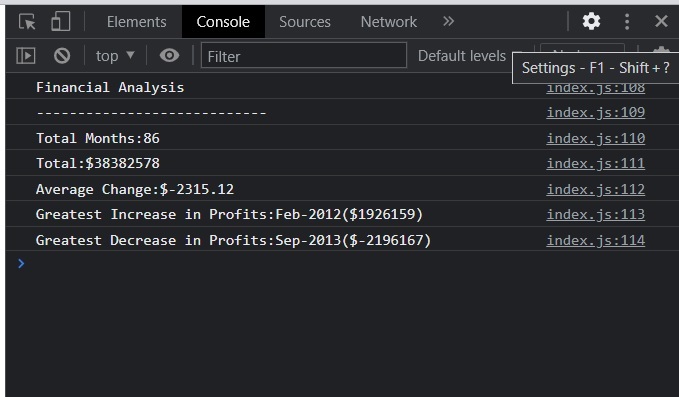 Elements Console Sources Network »
top ▼ Filter Default levels
Settings - F1 - Shift + ?
Financial Analysis index.js:108
---------------------------- index.js:109
Total Months:86 index.js:110
Total:$38382578 index.js:111
Average Change:$-2315.12 index.js:112
Greatest Increase in Profits:Feb-2012($1926159) index.js:113
Greatest Decrease in Profits:Sep-2013($-2196167) index.js:114